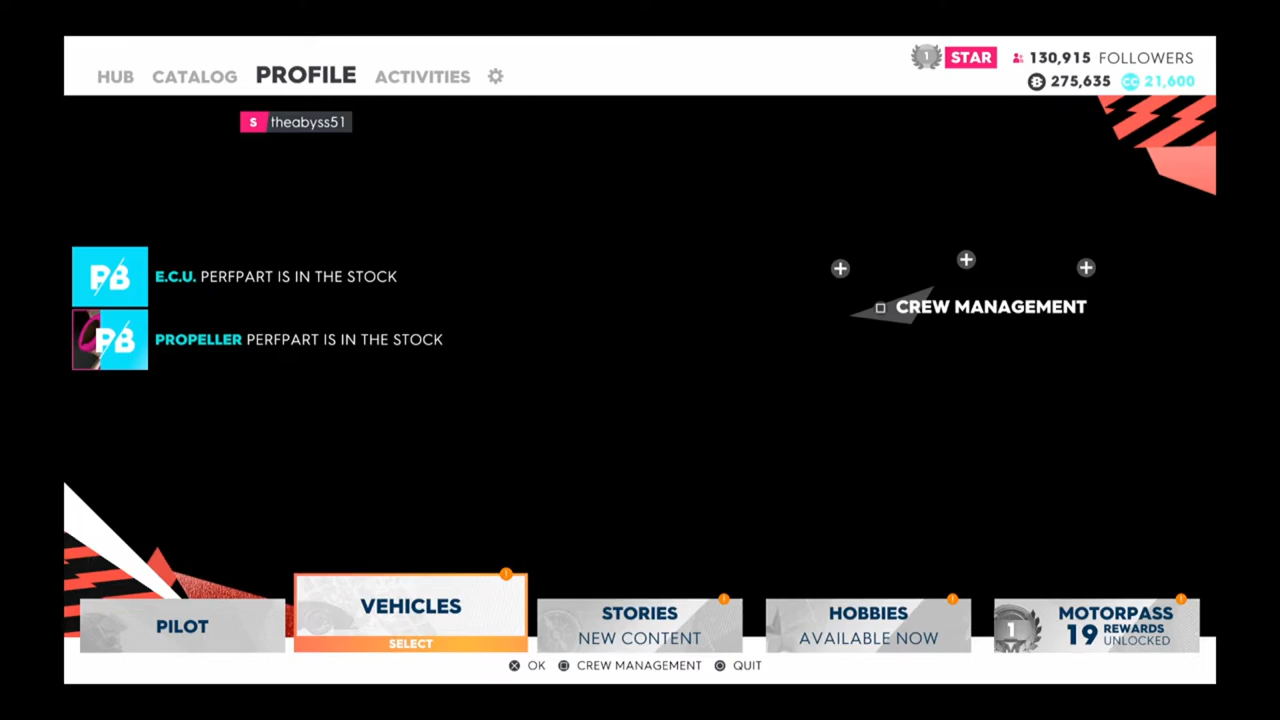 HUB CATALOG PROFILE ACTIVITIES
1 STAR 130,915 FOLLOWERS
275,635 CC 21,600
S theabyss51
PB E.C.U. PERFPART IS IN THE STOCK
PB PROPELLER PERFPART IS IN THE STOCK
CREW MANAGEMENT
PILOT
VEHICLES
SELECT
STORIES
NEW CONTENT
HOBBIES
AVAILABLE NOW
1 MOTORPASS
19 REWARDS
UNLOCKED
OK CREW MANAGEMENT QUIT